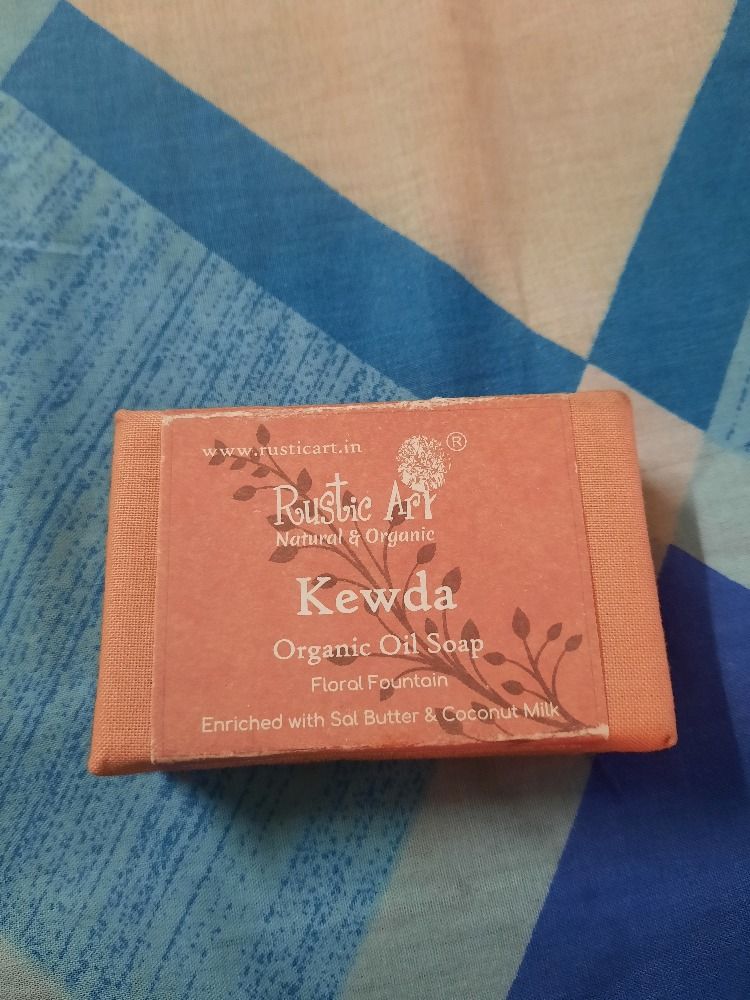 www.rusticart.in
®
Rustic Art
Natural & Organic
Kewda
Organic Oil Soap
Floral Fountain
Enriched with Sal Butter & Coconut Milk